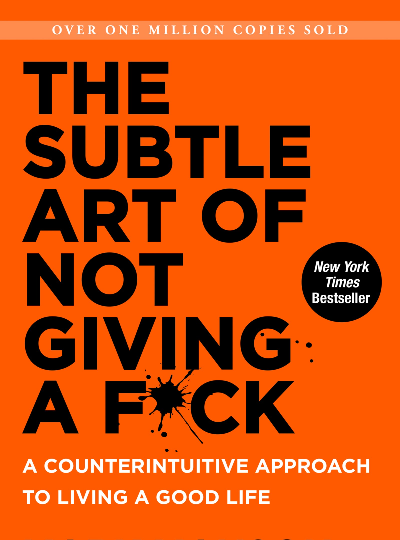 OVER ONE MILLION COPIES SOLD
THE
SUBTLE
ART OF
NOT
GIVING
A F*CK
New York
Times
Bestseller
A COUNTERINTUITIVE APPROACH
TO LIVING A GOOD LIFE